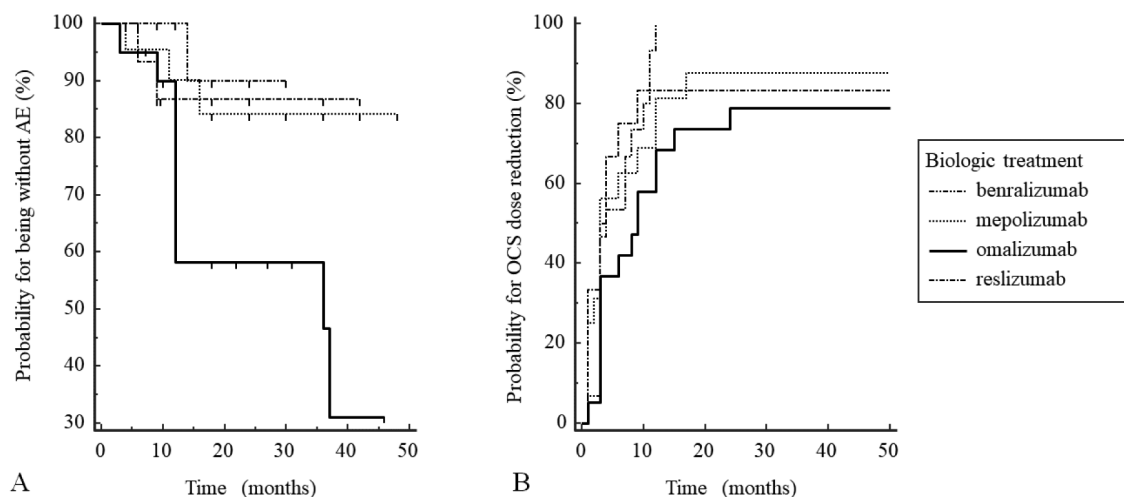 Probability for being without AE (%)
100
90
80
70
60
50
40
30
0 10 20 30 40 50
Time (months)
A
Probability for OCS dose reduction (%)
100
80
60
40
20
0
0 10 20 30 40 50
Time (months)
B
Biologic treatment
benralizumab
mepolizumab
omalizumab
reslizumab